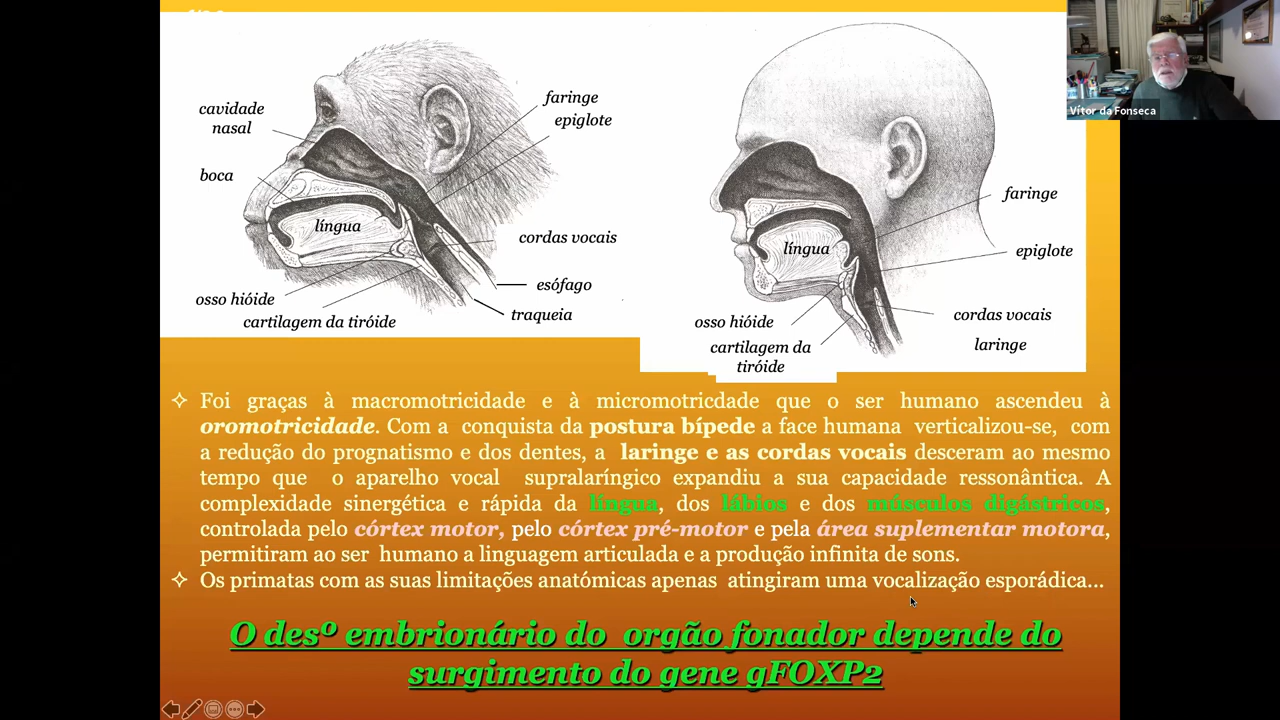 cavidade
nasal
boca
língua
osso hióide
cartilagem da tiróide
faringe
epiglote
cordas vocais
esófago
traqueia
língua
osso hióide
cartilagem da
tiróide
faringe
epiglote
cordas vocais
laringe
Vítor da Fonseca
✧ Foi graças à macromotricidade e à micromotricdade que o ser humano ascendeu à
oromotricidade. Com a conquista da postura bípede a face humana verticalizou-se, com
a redução do prognatismo e dos dentes, a laringe e as cordas vocais desceram ao mesmo
tempo que o aparelho vocal supralaríngico expandiu a sua capacidade ressonântica. A
complexidade sinergética e rápida da língua, dos lábios e dos músculos digástricos,
controlada pelo córtex motor, pelo córtex pré-motor e pela área suplementar motora,
permitiram ao ser humano a linguagem articulada e a produção infinita de sons.
✧ Os primatas com as suas limitações anatómicas apenas atingiram uma vocalização esporádica...
O desº embrionário do orgão fonador depende do
surgimento do gene gFOXP2